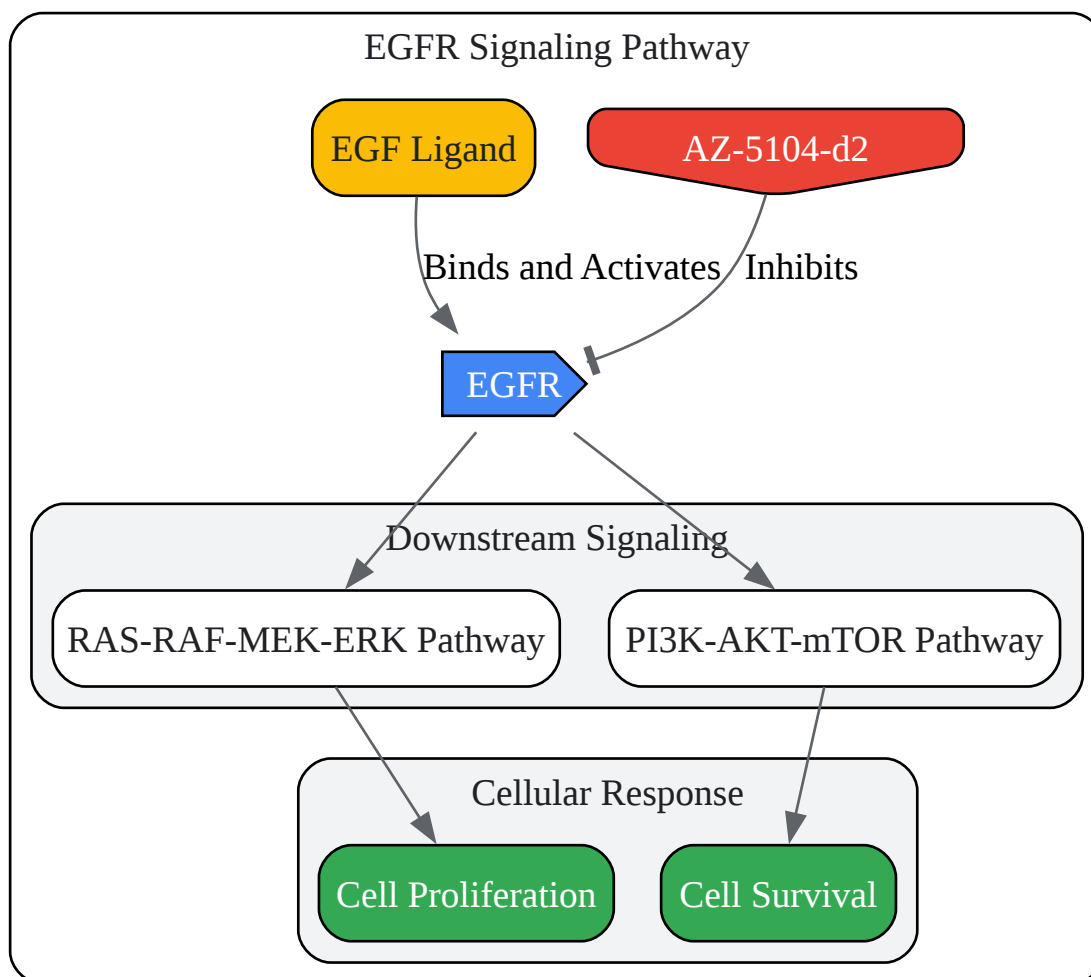 EGFR Signaling Pathway
EGF Ligand
AZ-5104-d2
Binds and Activates
Inhibits
EGFR
Downstream Signaling
RAS-RAF-MEK-ERK Pathway
PI3K-AKT-mTOR Pathway
Cellular Response
Cell Proliferation
Cell Survival